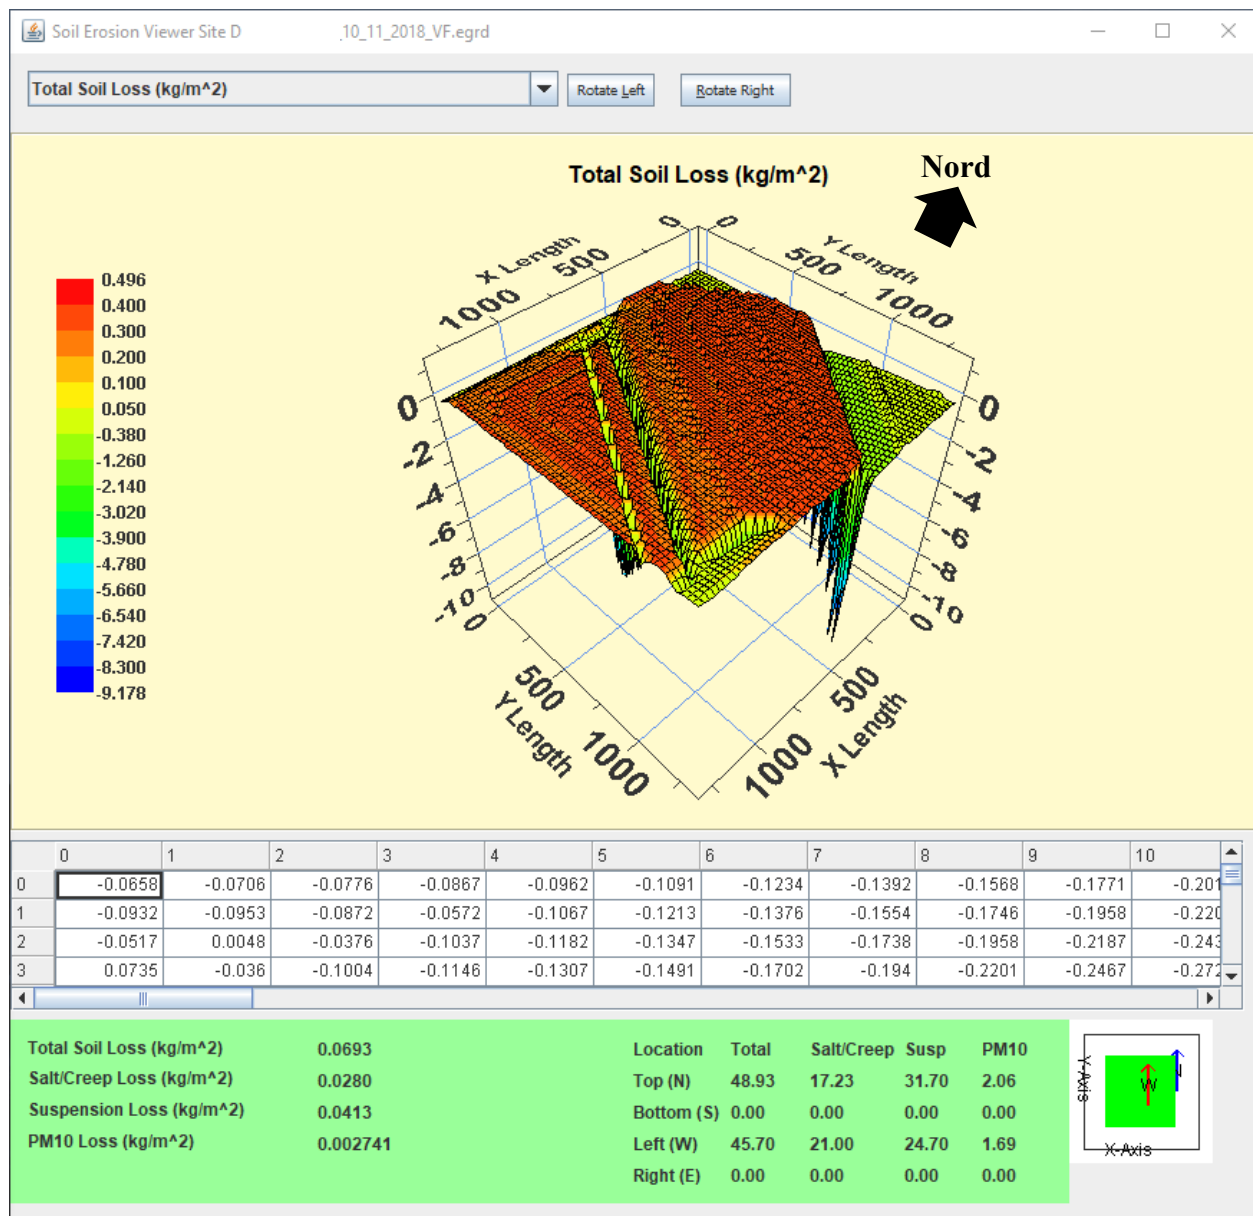 Soil Erosion Viewer Site D _10_11_2018_VF.egrd
Total Soil Loss (kg/m^2) Rotate Left Rotate Right
Total Soil Loss (kg/m^2)
Nord
0 0
X Length Y Length
500 500
1000 1000
0.496
0.400
0.300
0.200
0.100
0.050
-0.380
-1.260
-2.140
-3.020
-3.900
-4.780
-5.660
-6.540
-7.420
-8.300
-9.178
0 0
-2 -2
-4 -4
-6 -6
-8 -8
-10 -10
0 0
500 500
Y Length X Length
1000 1000
0 1 2 3 4 5 6 7 8 9 10
0 -0.0658 -0.0706 -0.0776 -0.0867 -0.0962 -0.1091 -0.1234 -0.1392 -0.1568 -0.1771 -0.201
1 -0.0932 -0.0953 -0.0872 -0.0572 -0.1067 -0.1213 -0.1376 -0.1554 -0.1746 -0.1958 -0.220
2 -0.0517 0.0048 -0.0376 -0.1037 -0.1182 -0.1347 -0.1533 -0.1738 -0.1958 -0.2187 -0.243
3 0.0735 -0.036 -0.1004 -0.1146 -0.1307 -0.1491 -0.1702 -0.194 -0.2201 -0.2467 -0.272
Total Soil Loss (kg/m^2) 0.0693
Salt/Creep Loss (kg/m^2) 0.0280
Suspension Loss (kg/m^2) 0.0413
PM10 Loss (kg/m^2) 0.002741
Location Total Salt/Creep Susp PM10
Top (N) 48.93 17.23 31.70 2.06
Bottom (S) 0.00 0.00 0.00 0.00
Left (W) 45.70 21.00 24.70 1.69
Right (E) 0.00 0.00 0.00 0.00
Y-Axis
W
X-Axis